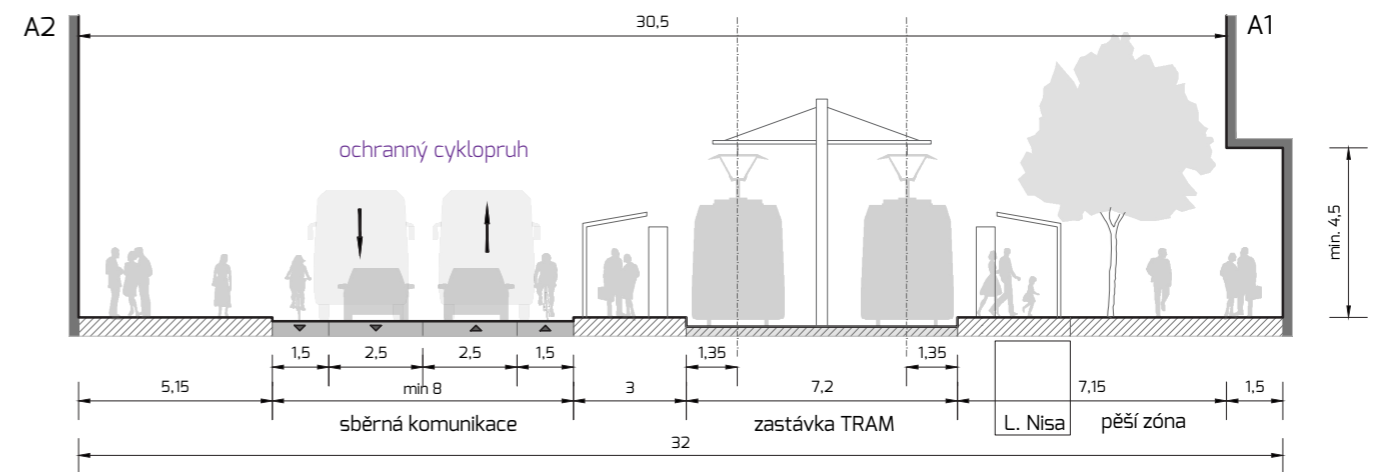 A2
30,5
A1
ochranný cyklopruh
min. 4,5
1,5 2,5 2,5 1,5 1,35 1,35
5,15 min 8 3 7,2 7,15 1,5
sběrná komunikace zastávka TRAM L. Nisa pěší zóna
32